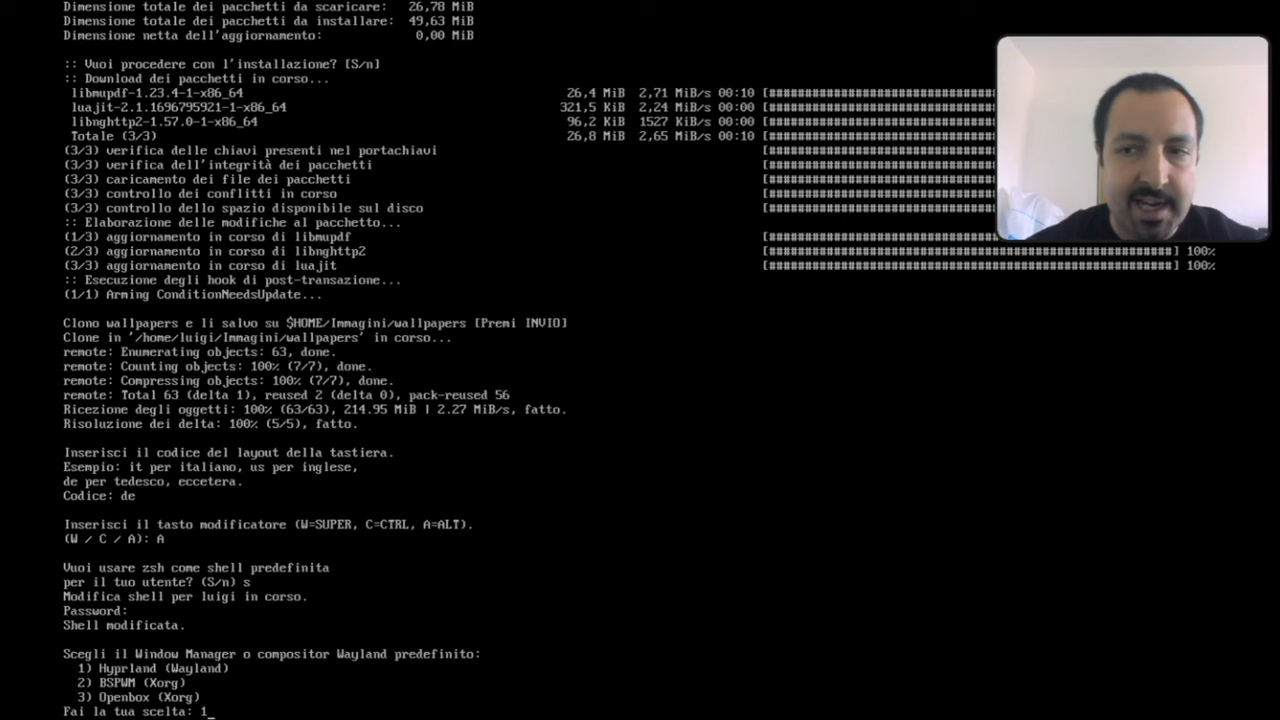 Dimensione totale dei pacchetti da scaricare: 26,78 MiB
Dimensione totale dei pacchetti da installare: 49,63 MiB
Dimensione netta dell'aggiornamento: 0,00 MiB
:: Vuoi procedere con l'installazione? [S/n]
:: Download dei pacchetti in corso...
libmupdf-1.23.4-1-x86_64 26,4 MiB 2,71 MiB/s 00:10 [##########################
luajit-2.1.1696795921-1-x86_64 321,5 KiB 2,24 MiB/s 00:00 [##########################
libnghttp2-1.57.0-1-x86_64 96,2 KiB 1527 KiB/s 00:00 [##########################
Totale (3/3) 26,8 MiB 2,65 MiB/s 00:10 [##########################
(3/3) verifica delle chiavi presenti nel portachiavi [##########################
(3/3) verifica dell'integrità dei pacchetti [##########################
(3/3) caricamento dei file dei pacchetti [##########################
(3/3) controllo dei conflitti in corso [##########################
(3/3) controllo dello spazio disponibile sul disco [##########################
:: Elaborazione delle modifiche al pacchetto...
(1/3) aggiornamento in corso di libmupdf [##########################
(2/3) aggiornamento in corso di libnghttp2 [##################################################] 100%
(3/3) aggiornamento in corso di luajit [##################################################] 100%
:: Esecuzione degli hook di post-transazione...
(1/1) Arming ConditionNeedsUpdate...
Clono wallpapers e li salvo su $HOME/Immagini/wallpapers [Premi INVIO]
Clone in '/home/luigi/Immagini/wallpapers' in corso...
remote: Enumerating objects: 63, done.
remote: Counting objects: 100% (7/7), done.
remote: Compressing objects: 100% (7/7), done.
remote: Total 63 (delta 1), reused 2 (delta 0), pack-reused 56
Ricezione degli oggetti: 100% (63/63), 214.95 MiB | 2.27 MiB/s, fatto.
Risoluzione dei delta: 100% (5/5), fatto.
Inserisci il codice del layout della tastiera.
Esempio: it per italiano, us per inglese,
de per tedesco, eccetera.
Codice: de
Inserisci il tasto modificatore (W=SUPER, C=CTRL, A=ALT).
(W / C / A): A
Vuoi usare zsh come shell predefinita
per il tuo utente? (S/n) s
Modifica shell per luigi in corso.
Password:
Shell modificata.
Scegli il Window Manager o compositor Wayland predefinito:
1) Hyprland (Wayland)
2) BSPWM (Xorg)
3) Openbox (Xorg)
Fai la tua scelta: 1_